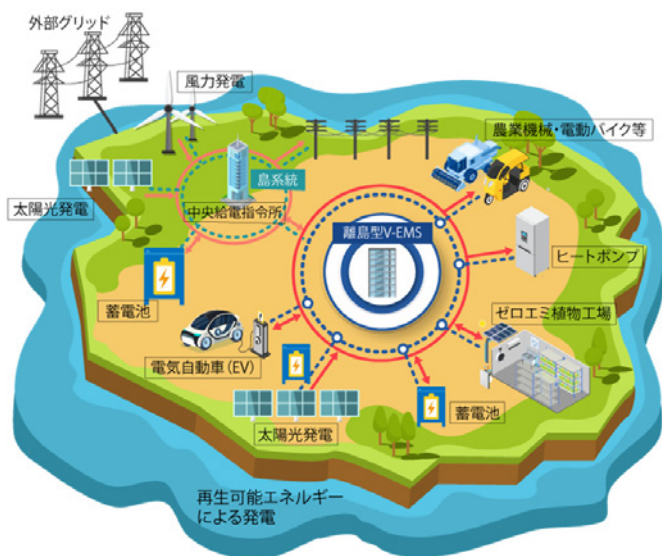 外部グリッド
風力発電
農業機械・電動バイク等
島系統
太陽光発電
中央給電指令所
離島型V-EMS
ヒートポンプ
蓄電池
ゼロエミ植物工場
電気自動車（EV）
蓄電池
太陽光発電
再生可能エネルギー
による発電